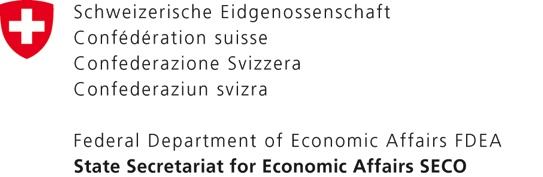 Schweizerische Eidgenossenschaft
Confédération suisse
Confederazione Svizzera
Confederaziun svizra
Federal Department of Economic Affairs FDEA
State Secretariat for Economic Affairs SECO